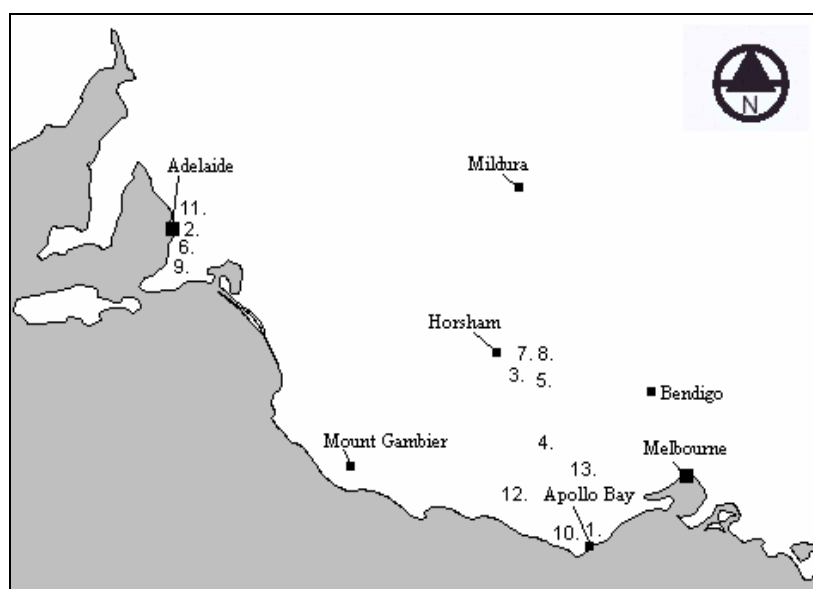 N
Adelaide
Mildura
11.
2.
6.
9.
Horsham
7. 8.
3. 5.
Bendigo
Mount Gambier
4.
Melbourne
13.
12. Apollo Bay
10. 1.